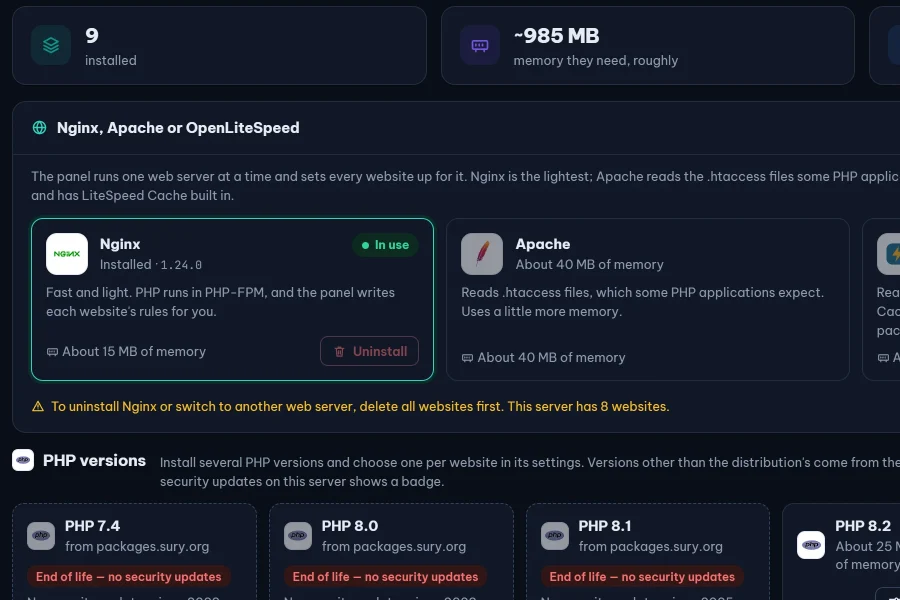 9
installed
~985 MB
memory they need, roughly
Nginx, Apache or OpenLiteSpeed
The panel runs one web server at a time and sets every website up for it. Nginx is the lightest; Apache reads the .htaccess files some PHP
and has LiteSpeed Cache built in.
NGINX
Nginx
Installed · 1.24.0
In use
Fast and light. PHP runs in PHP-FPM, and the panel writes
each website's rules for you.
About 15 MB of memory
Uninstall
Apache
About 40 MB of memory
Reads .htaccess files, which some PHP applications expect.
Uses a little more memory.
About 40 MB of memory
To uninstall Nginx or switch to another web server, delete all websites first. This server has 8 websites.
php
PHP versions
Install several PHP versions and choose one per website in its settings. Versions other than the distribution's come from the
security updates on this server shows a badge.
php
PHP 7.4
from packages.sury.org
End of life — no security updates
php
PHP 8.0
from packages.sury.org
End of life — no security updates
php
PHP 8.1
from packages.sury.org
End of life — no security updates
php
PHP 8.2
About 25
of memory